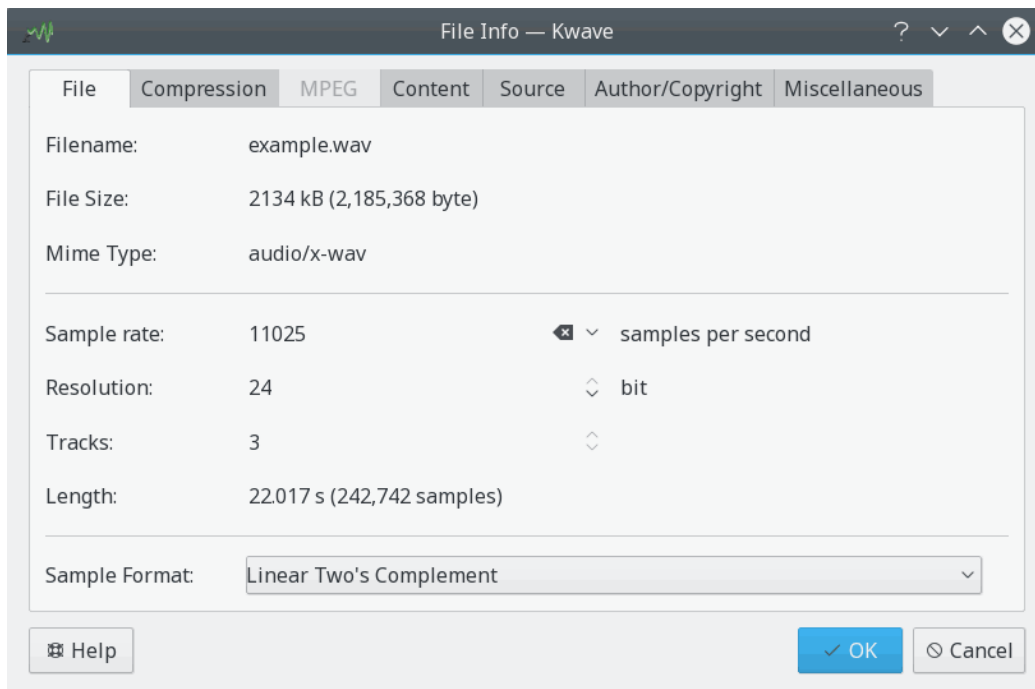 File Info — Kwave
File Compression MPEG Content Source Author/Copyright Miscellaneous
Filename: example.wav
File Size: 2134 kB (2,185,368 byte)
Mime Type: audio/x-wav
Sample rate: 11025 samples per second
Resolution: 24 bit
Tracks: 3
Length: 22.017 s (242,742 samples)
Sample Format: Linear Two's Complement
Help OK Cancel